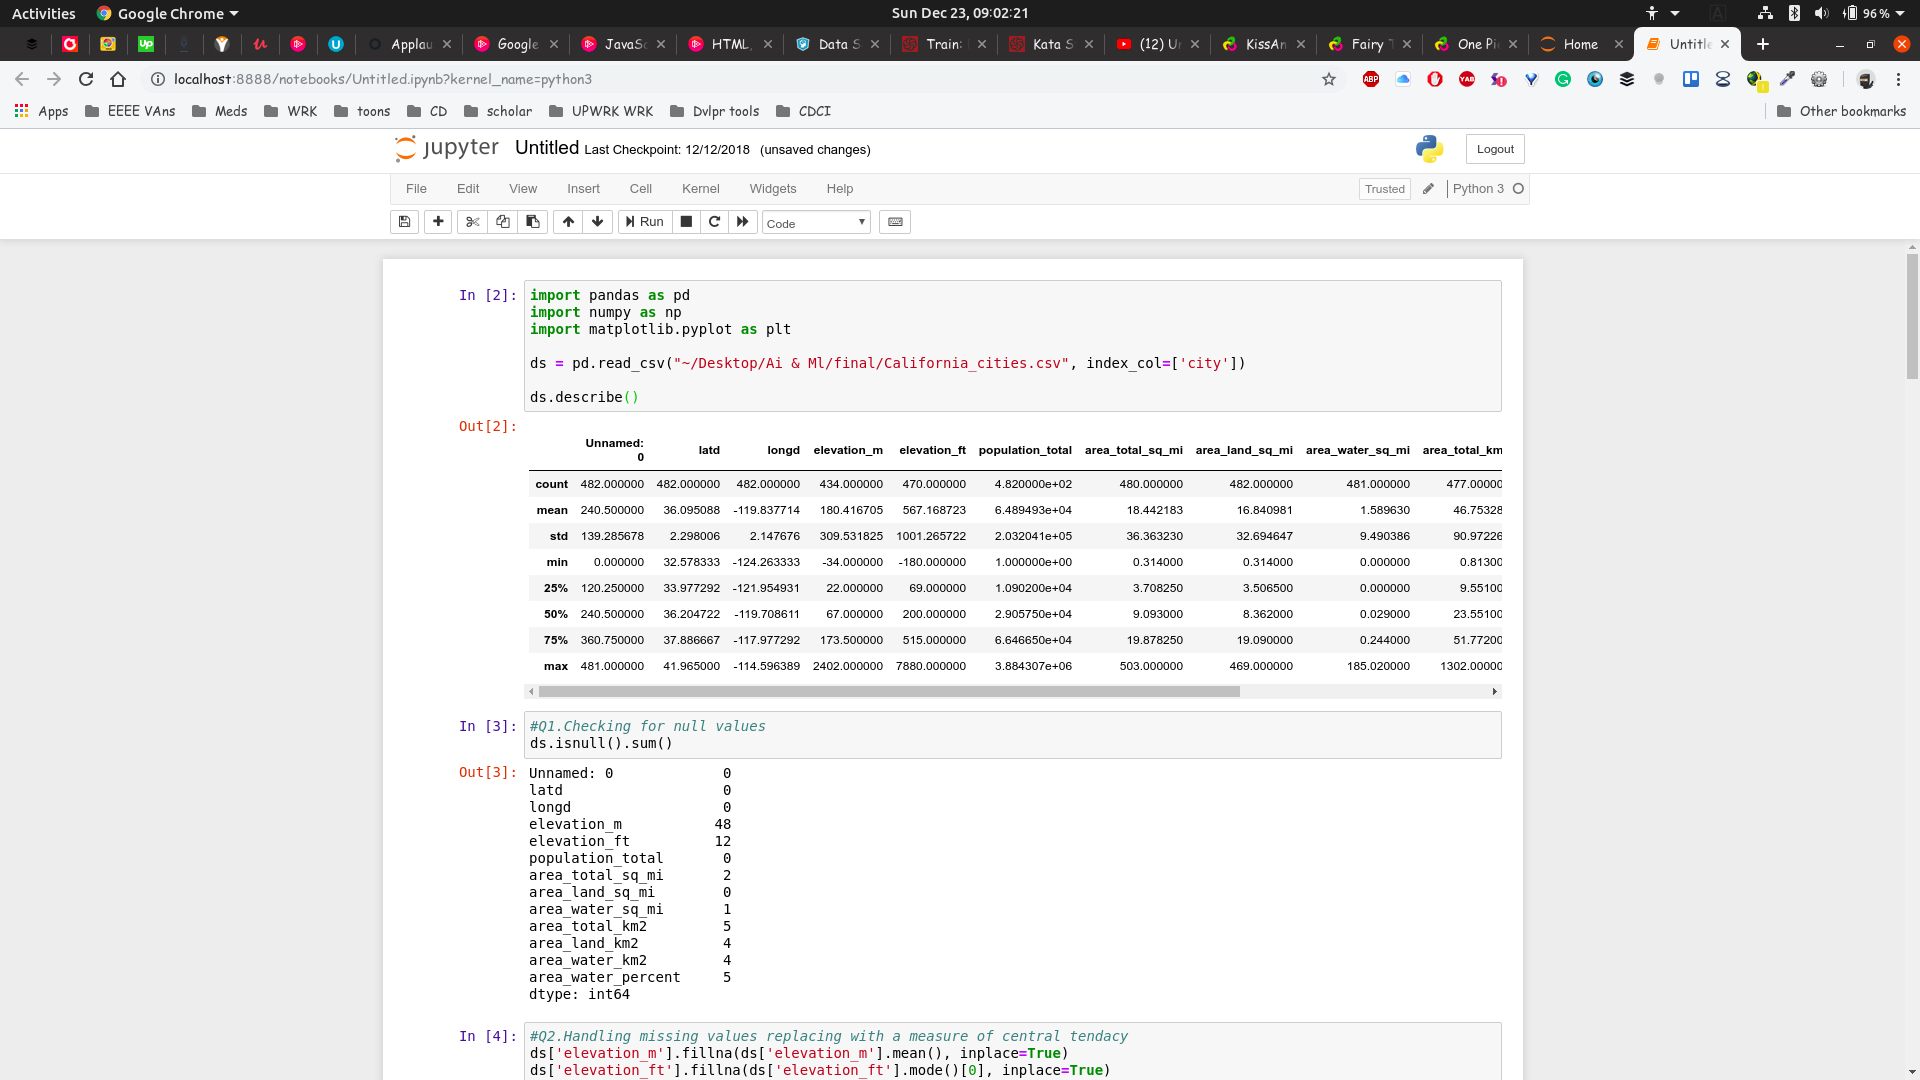 Activities Google Chrome Sun Dec 23, 09:02:21 A 96 %
Up Y U Applau Google JavaSc HTML, Data S Train: Kata S (12) U KissAn Fairy T One Pi Home Untitle
localhost:8888/notebooks/Untitled.ipynb?kernel_name=python3 ABP YAB
Apps EEEE VAns Meds WRK toons CD scholar UPWRK WRK Dvlpr tools CDCI Other bookmarks
jupyter Untitled Last Checkpoint: 12/12/2018 (unsaved changes) Logout
File Edit View Insert Cell Kernel Widgets Help Trusted Python 3
Run Code
In [2]: import pandas as pd
import numpy as np
import matplotlib.pyplot as plt
ds = pd.read_csv("~/Desktop/Ai & Ml/final/California_cities.csv", index_col=['city'])
ds.describe()
Out[2]:
Unnamed: 0 latd longd elevation_m elevation_ft population_total area_total_sq_mi area_land_sq_mi area_water_sq_mi area_total_km
count 482.000000 482.000000 482.000000 434.000000 470.000000 4.820000e+02 480.000000 482.000000 481.000000 477.00000
mean 240.500000 36.095088 -119.837714 180.416705 567.168723 6.489493e+04 18.442183 16.840981 1.589630 46.75328
std 139.285678 2.298006 2.147676 309.531825 1001.265722 2.032041e+05 36.363230 32.694647 9.490386 90.97226
min 0.000000 32.578333 -124.263333 -34.000000 -180.000000 1.000000e+00 0.314000 0.314000 0.000000 0.81300
25% 120.250000 33.977292 -121.954931 22.000000 69.000000 1.090200e+04 3.708250 3.506500 0.000000 9.55100
50% 240.500000 36.204722 -119.708611 67.000000 200.000000 2.905750e+04 9.093000 8.362000 0.029000 23.55100
75% 360.750000 37.886667 -117.977292 173.500000 515.000000 6.646650e+04 19.878250 19.090000 0.244000 51.77200
max 481.000000 41.965000 -114.596389 2402.000000 7880.000000 3.884307e+06 503.000000 469.000000 185.020000 1302.00000
In [3]: #Q1.Checking for null values
ds.isnull().sum()
Out[3]: Unnamed: 0 0
latd 0
longd 0
elevation_m 48
elevation_ft 12
population_total 0
area_total_sq_mi 2
area_land_sq_mi 0
area_water_sq_mi 1
area_total_km2 5
area_land_km2 4
area_water_km2 4
area_water_percent 5
dtype: int64
In [4]: #Q2.Handling missing values replacing with a measure of central tendacy
ds['elevation_m'].fillna(ds['elevation_m'].mean(), inplace=True)
ds['elevation_ft'].fillna(ds['elevation_ft'].mode()[0], inplace=True)